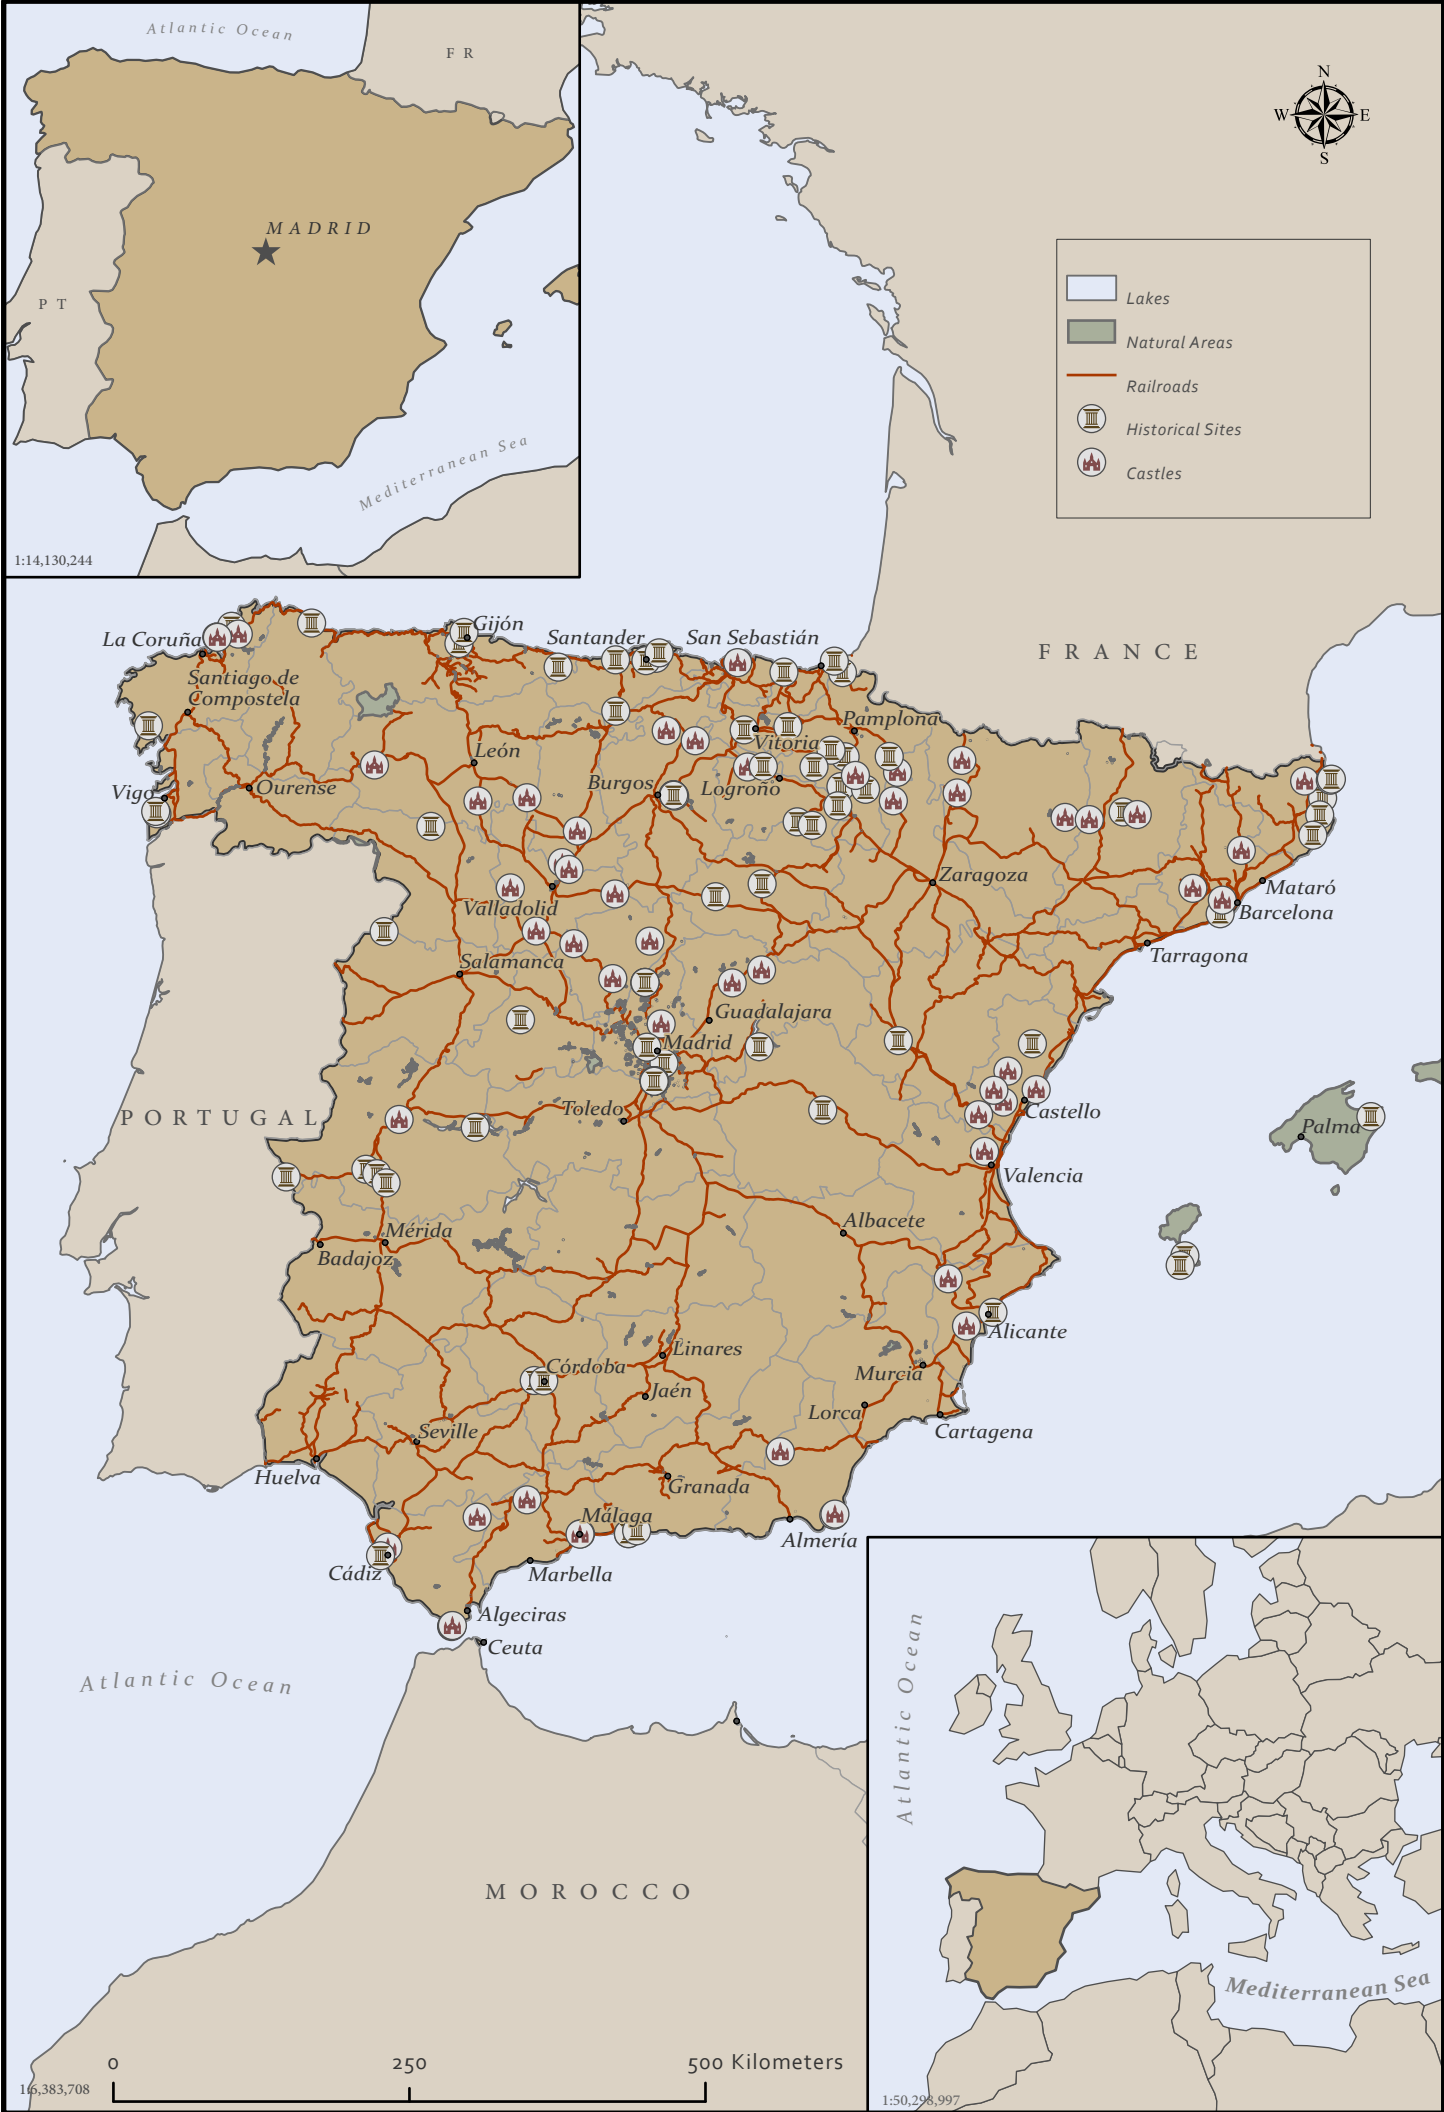 Atlantic Ocean
F R
MADRID
P T
Mediterranean Sea
1:14,130,244
N
W
E
S
Lakes
Natural Areas
Railroads
Historical Sites
Castles
FRANCE
La Coruña
Gijón
Santander
San Sebastián
Santiago de
Compostela
Pamplona
León
Vitoria
Vigo
Ourense
Burgos
Logroño
Zaragoza
Mataró
Valladolid
Barcelona
Salamanca
Tarragona
Guadalajara
Madrid
PORTUGAL
Toledo
Castello
Palma
Valencia
Mérida
Albacete
Badajoz
Alicante
Linares
Córdoba
Murcia
Jaén
Lorca
Seville
Cartagena
Huelva
Granada
Málaga
Almería
Cádiz
Marbella
Algeciras
Ceuta
Atlantic Ocean
MOROCCO
0
250
500 Kilometers
1:6,383,708
Atlantic Ocean
Mediterranean Sea
1:50,298,997